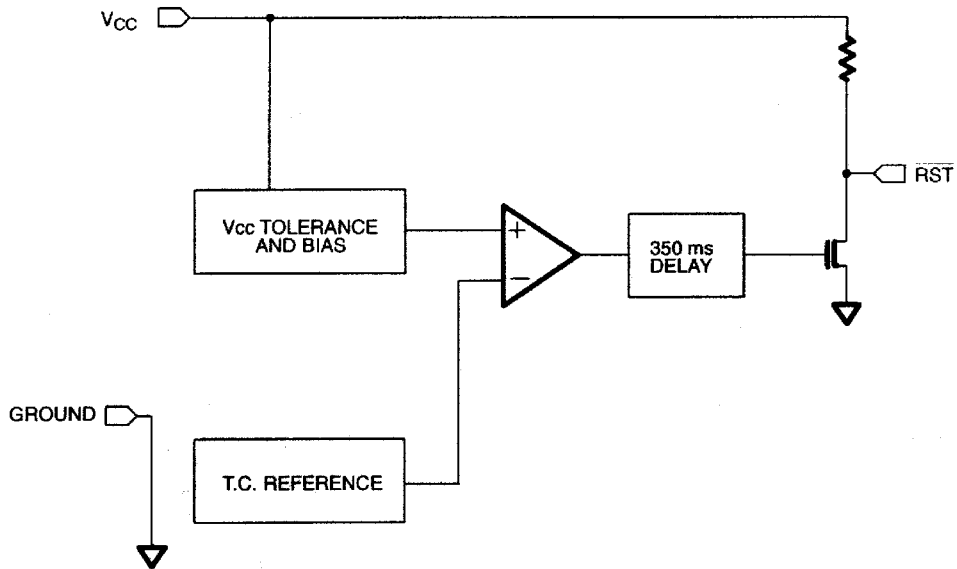 VCC
RST
Vcc TOLERANCE
AND BIAS
+
350 ms
DELAY
−
GROUND
T.C. REFERENCE